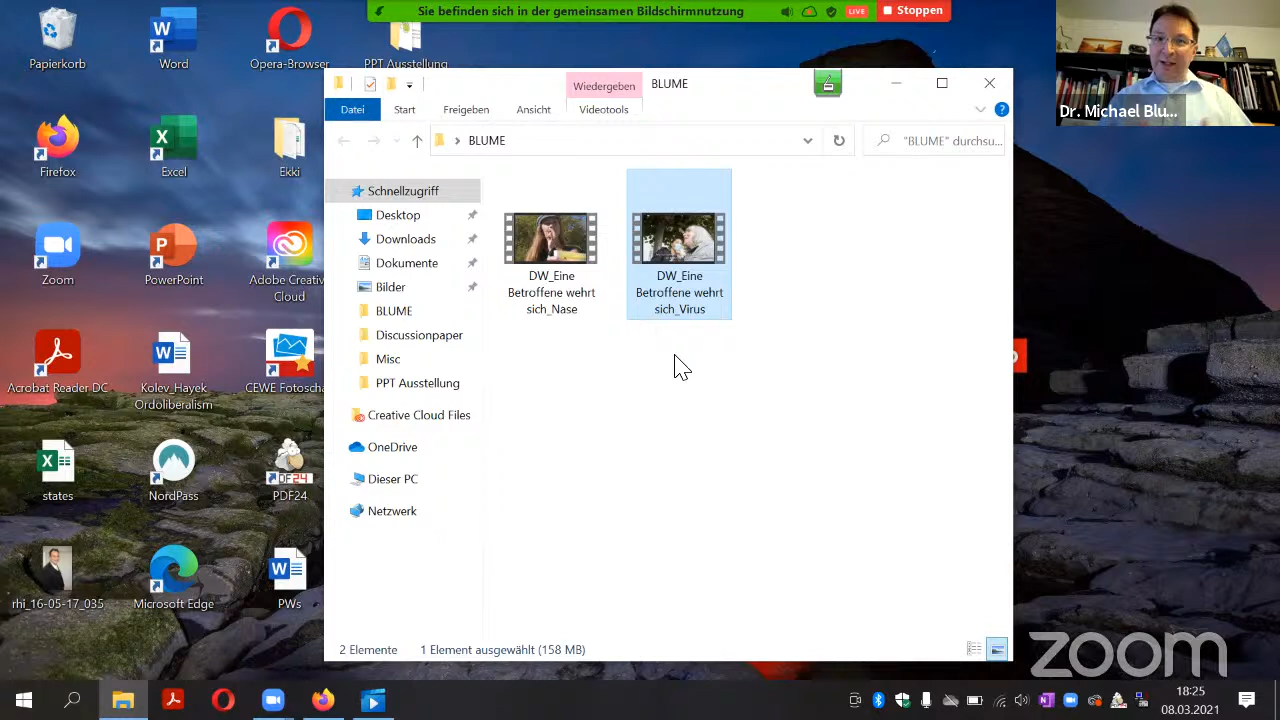 Sie befinden sich in der gemeinsamen Bildschirmnutzung
LIVE
Stoppen
Dr. Michael Blu...
Papierkorb
Word
Opera-Browser
PPT Ausstellung
Firefox
Excel
Ekki
Zoom
PowerPoint
Adobe Creati
Cloud
Acrobat Reader DC
Kolev_Hayek
Ordoliberalism
CEWE Fotoscha
states
NordPass
PDF24
rhi_16-05-17_035
Microsoft Edge
PWs
Wiedergeben
BLUME
Datei
Start
Freigeben
Ansicht
Videotools
BLUME
"BLUME" durchsu...
Schnellzugriff
Desktop
Downloads
Dokumente
Bilder
BLUME
Discussionpaper
Misc
PPT Ausstellung
Creative Cloud Files
OneDrive
Dieser PC
Netzwerk
DW_Eine
Betroffene wehrt
sich_Nase
DW_Eine
Betroffene wehrt
sich_Virus
2 Elemente
1 Element ausgewählt (158 MB)
zoom
18:25
08.03.2021